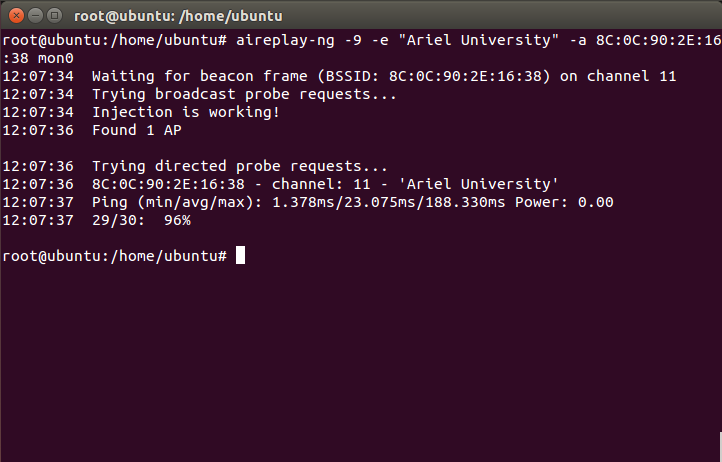 root@ubuntu: /home/ubuntu
root@ubuntu:/home/ubuntu# aireplay-ng -9 -e "Ariel University" -a 8C:0C:90:2E:16
:38 mon0
12:07:34  Waiting for beacon frame (BSSID: 8C:0C:90:2E:16:38) on channel 11
12:07:34  Trying broadcast probe requests...
12:07:34  Injection is working!
12:07:36  Found 1 AP
12:07:36  Trying directed probe requests...
12:07:36  8C:0C:90:2E:16:38 - channel: 11 - 'Ariel University'
12:07:37  Ping (min/avg/max): 1.378ms/23.075ms/188.330ms Power: 0.00
12:07:37  29/30:  96%
root@ubuntu:/home/ubuntu#